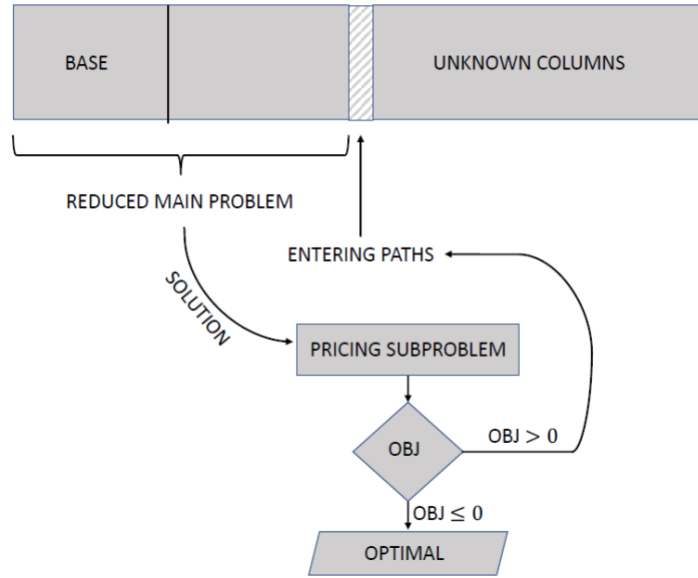 BASE
UNKNOWN COLUMNS
REDUCED MAIN PROBLEM
ENTERING PATHS
SOLUTION
PRICING SUBPROBLEM
OBJ
OBJ > 0
OBJ ≤ 0
OPTIMAL